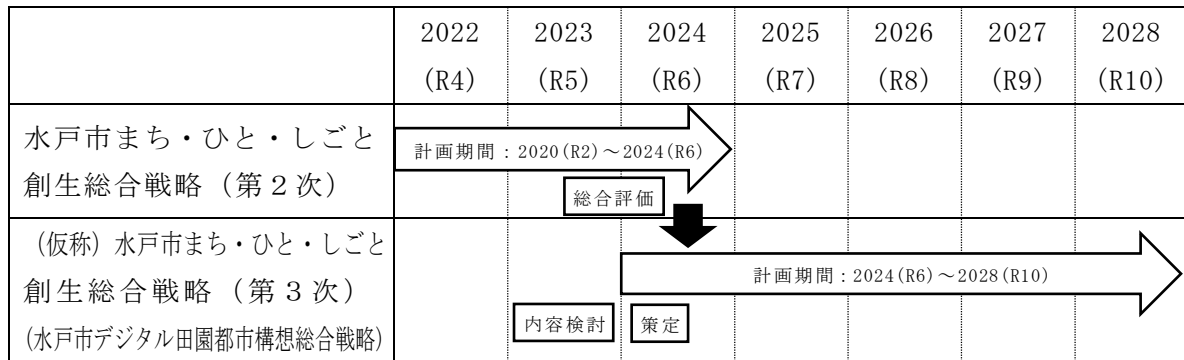 2022 2023 2024 2025 2026 2027 2028
(R4) (R5) (R6) (R7) (R8) (R9) (R10)
水戸市まち・ひと・しごと
創生総合戦略（第２次）
計画期間：2020(R2)～2024(R6)
総合評価
（仮称）水戸市まち・ひと・しごと
創生総合戦略（第３次）
(水戸市デジタル田園都市構想総合戦略)
計画期間：2024(R6)～2028(R10)
内容検討
策定